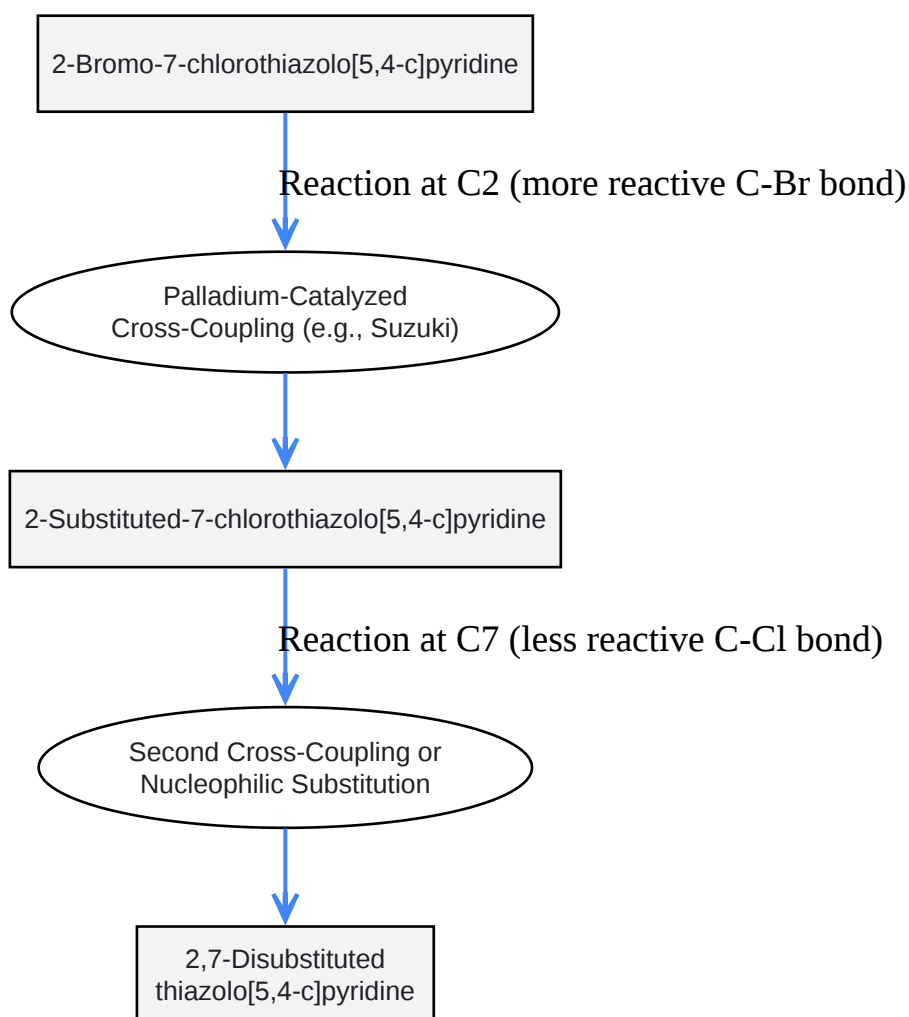 2-Bromo-7-chlorothiazolo[5,4-c]pyridine
Reaction at C2 (more reactive C-Br bond)
Palladium-Catalyzed
Cross-Coupling (e.g., Suzuki)
2-Substituted-7-chlorothiazolo[5,4-c]pyridine
Reaction at C7 (less reactive C-Cl bond)
Second Cross-Coupling or
Nucleophilic Substitution
2,7-Disubstituted
thiazolo[5,4-c]pyridine